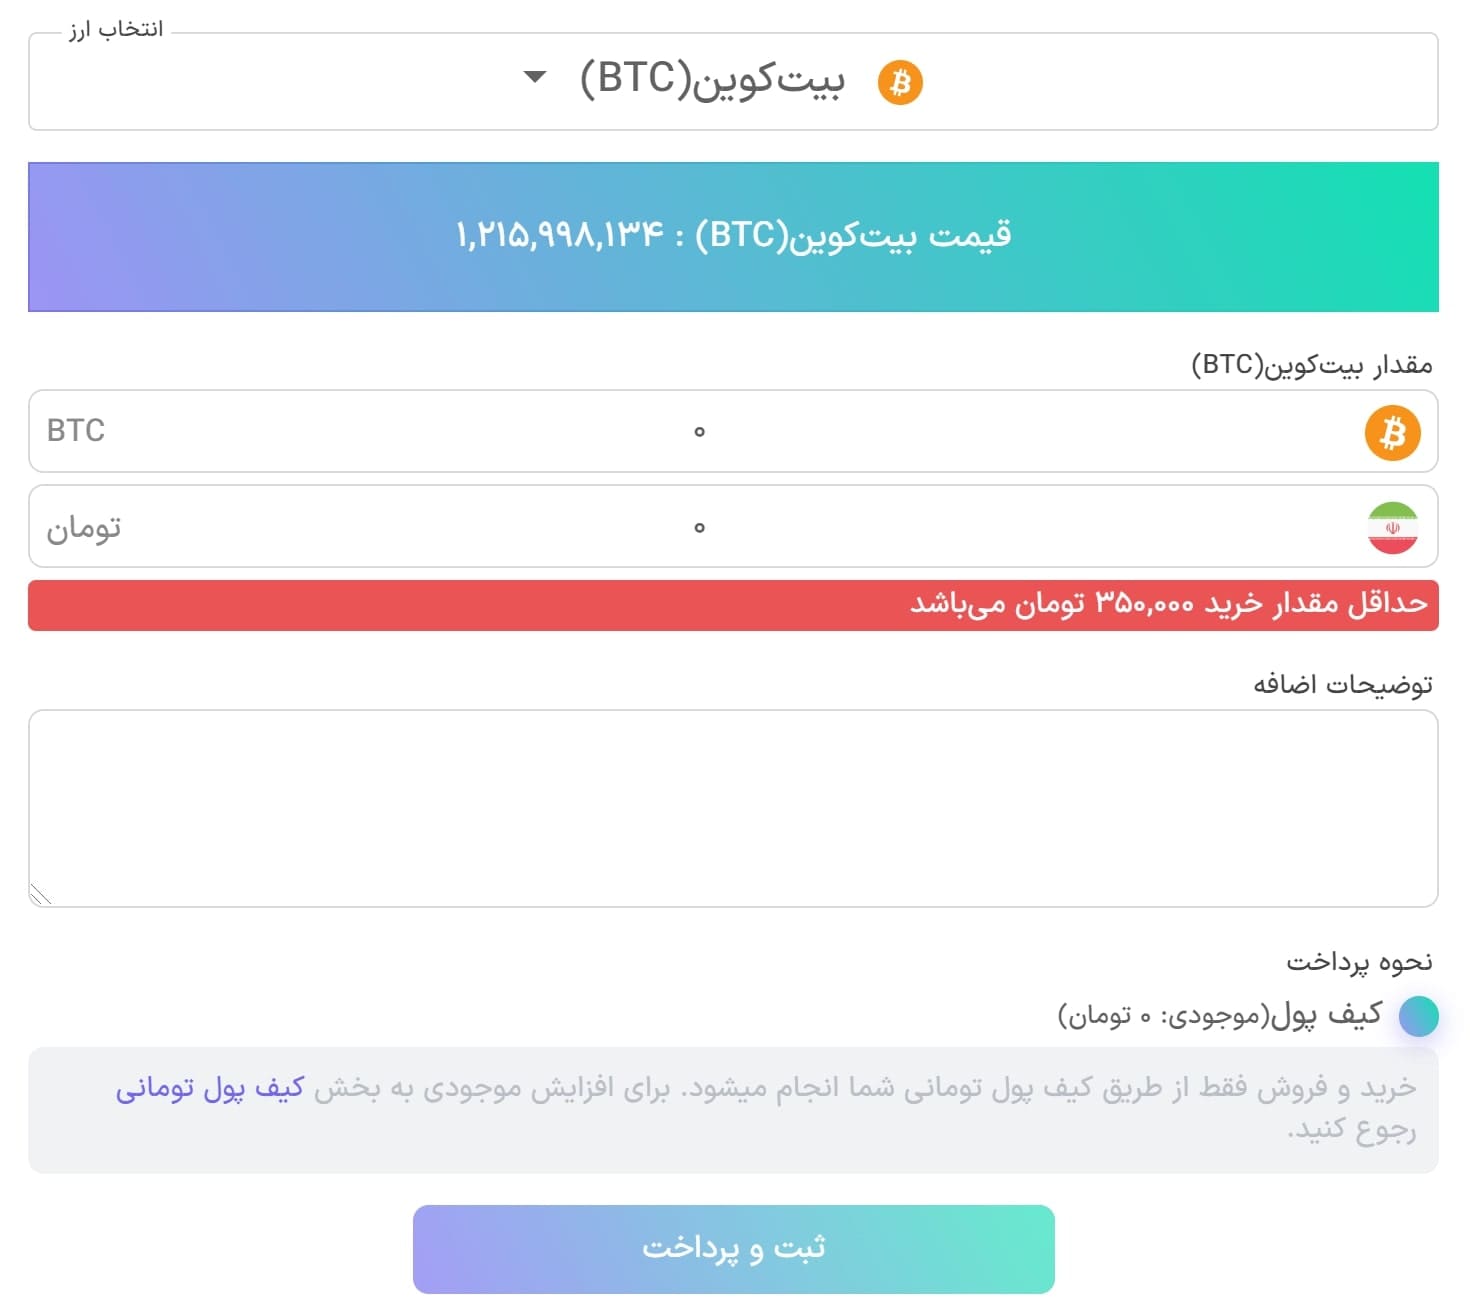 انتخاب ارز
بیت‌کوین(BTC)
قیمت بیت‌کوین(BTC) : ۱,۲۱۵,۹۹۸,۱۳۴
مقدار بیت‌کوین(BTC)
۰ BTC
۰ تومان
حداقل مقدار خرید ۳۵۰,۰۰۰ تومان می‌باشد
توضیحات اضافه
نحوه پرداخت
کیف پول(موجودی: ۰ تومان)
خرید و فروش فقط از طریق کیف پول تومانی شما انجام میشود. برای افزایش موجودی به بخش کیف پول تومانی
رجوع کنید.
ثبت و پرداخت